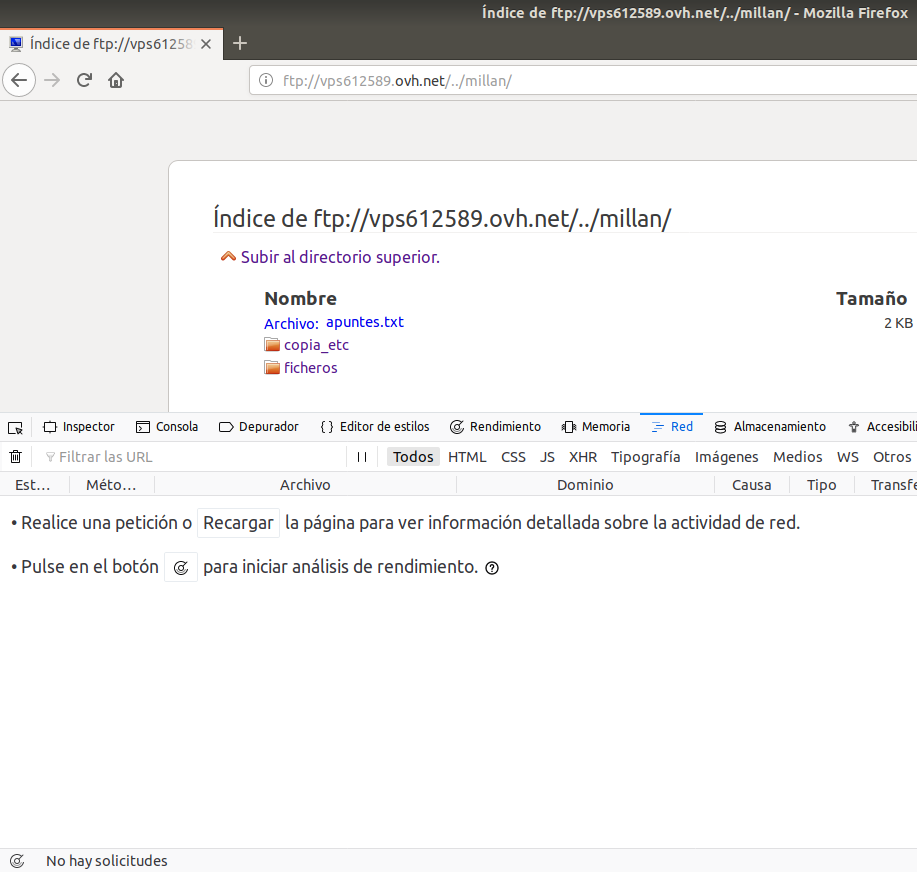 Índice de ftp://vps612589.ovh.net/../millan/ - Mozilla Firefox
Índice de ftp://vps61258
ftp://vps612589.ovh.net/../millan/
Índice de ftp://vps612589.ovh.net/../millan/
Subir al directorio superior.
Nombre Tamaño
Archivo: apuntes.txt 2 KB
copia_etc
ficheros
Inspector Consola Depurador {} Editor de estilos Rendimiento Memoria Red Almacenamiento Accesibili
Filtrar las URL Todos HTML CSS JS XHR Tipografía Imágenes Medios WS Otros
Est… Méto… Archivo Dominio Causa Tipo Transfe
• Realice una petición o Recargar la página para ver información detallada sobre la actividad de red.
• Pulse en el botón para iniciar análisis de rendimiento.
No hay solicitudes